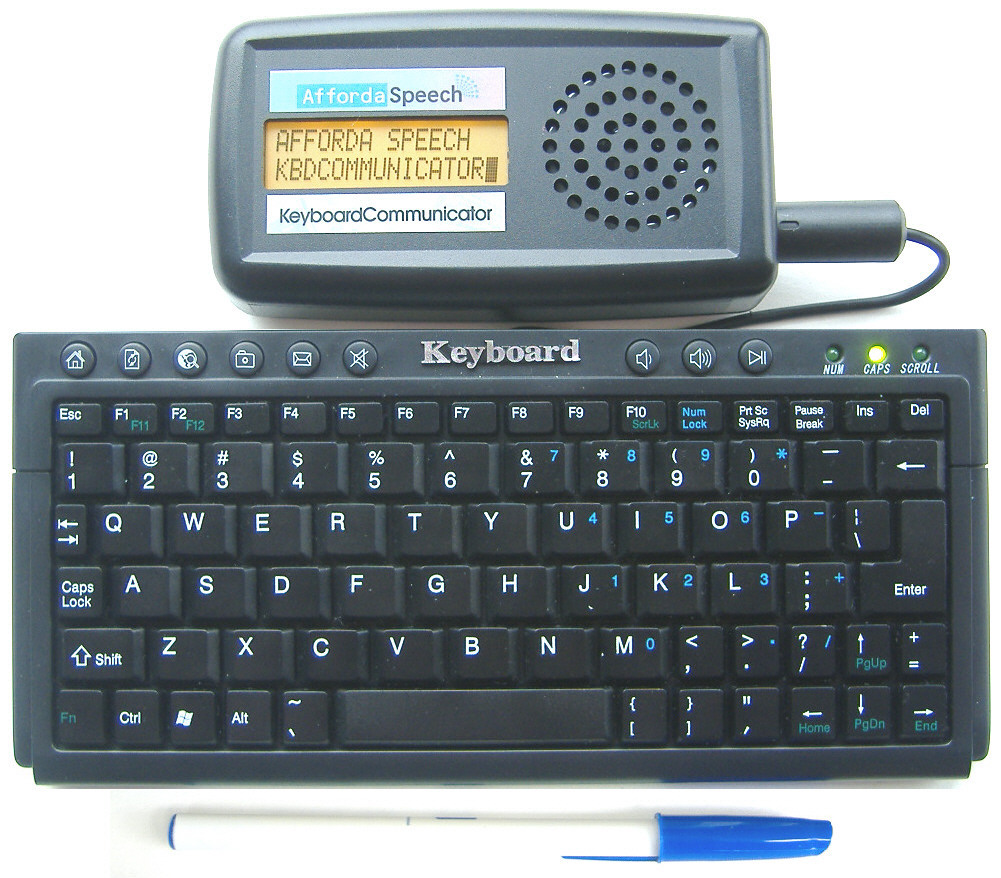 AffordaSpeech
AFFORDA SPEECH
KBDCOMMUNICATOR
KeyboardCommunicator
Keyboard
NUM CAPS SCROLL
Esc F1 F11 F2 F12 F3 F4 F5 F6 F7 F8 F9 F10 ScrLk Num Lock Prt Sc SysRq Pause Break Ins Del
! 1 @ 2 # 3 $ 4 % 5 ^ 6 & 7 7 * 8 8 ( 9 9 ) 0 * — - ←
Q W E R T Y U 4 I 5 O 6 P - ¦ \
Caps Lock A S D F G H J 1 K 2 L 3 : ; + Enter
Shift Z X C V B N M 0 < , > . . ? / / ↑ PgUp + =
Fn Ctrl Alt ~ ` { [ } ] " ' ← Home ↓ PgDn → End